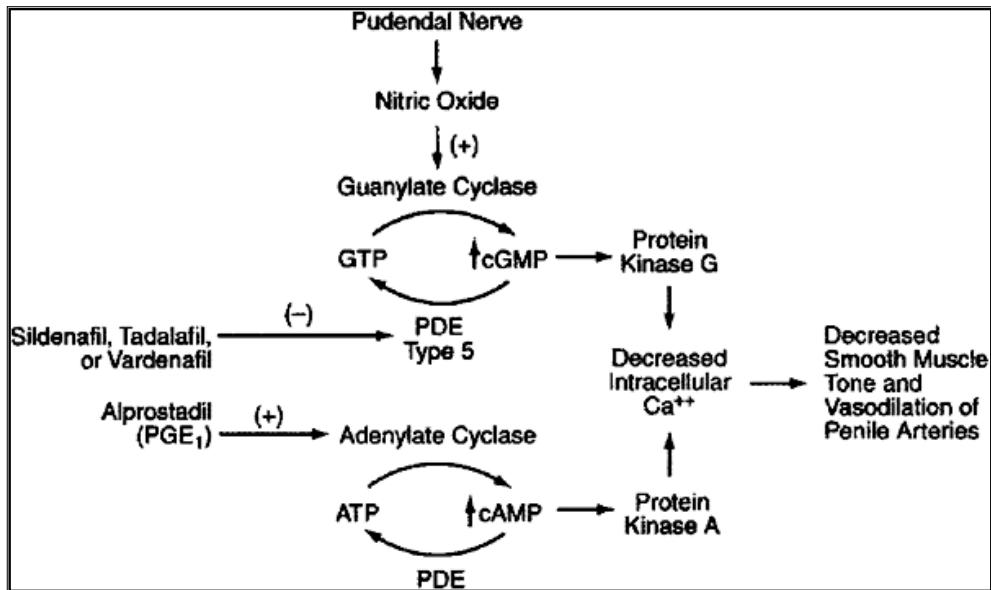 Pudendal Nerve
Nitric Oxide
(+)
Guanylate Cyclase
GTP
cGMP
Protein
Kinase G
(–)
Sildenafil, Tadalafil,
or Vardenafil
PDE
Type 5
Decreased
Intracellular
Ca++
Decreased
Smooth Muscle
Tone and
Vasodilation of
Penile Arteries
Alprostadil
(PGE1)
(+)
Adenylate Cyclase
ATP
cAMP
Protein
Kinase A
PDE